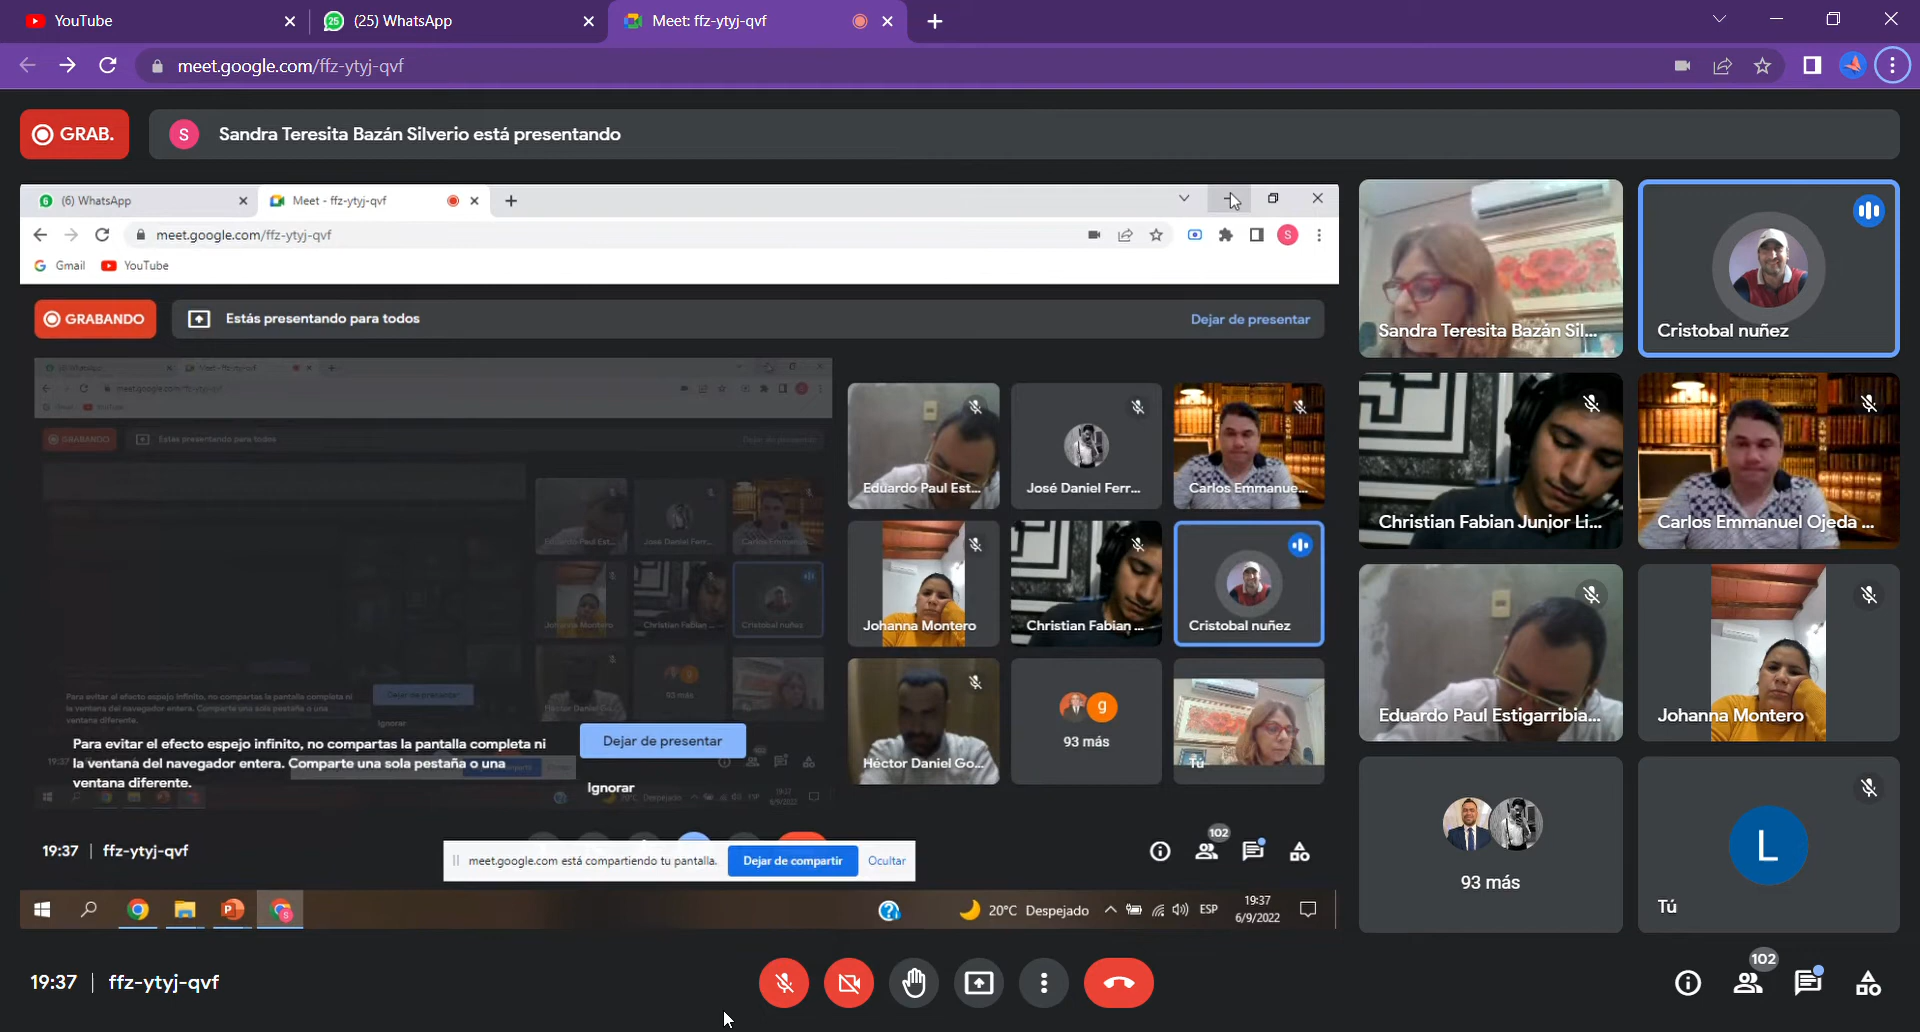 YouTube
(25) WhatsApp
Meet: ffz-ytyj-qvf
meet.google.com/ffz-ytyj-qvf
GRAB.
S
Sandra Teresita Bazán Silverio está presentando
(6) WhatsApp
Meet - ffz-ytyj-qvf
meet.google.com/ffz-ytyj-qvf
S
Gmail
YouTube
GRABANDO
Estás presentando para todos
Dejar de presentar
Eduardo Paul Est...
José Daniel Ferr...
Carlos Emmanue...
Johanna Montero
Christian Fabian ...
Cristobal nuñez
Héctor Daniel Go...
g
93 más
Tú
Para evitar el efecto espejo infinito, no compartas la pantalla completa ni
la ventana del navegador entera. Comparte una sola pestaña o una
ventana diferente.
Dejar de presentar
Ignorar
19:37 | ffz-ytyj-qvf
meet.google.com está compartiendo tu pantalla.
Dejar de compartir
Ocultar
102
20°C Despejado
ESP
19:37
6/9/2022
Sandra Teresita Bazán Sil...
Cristobal nuñez
Christian Fabian Junior Li...
Carlos Emmanuel Ojeda ...
Eduardo Paul Estigarribia...
Johanna Montero
93 más
L
Tú
19:37 | ffz-ytyj-qvf
102